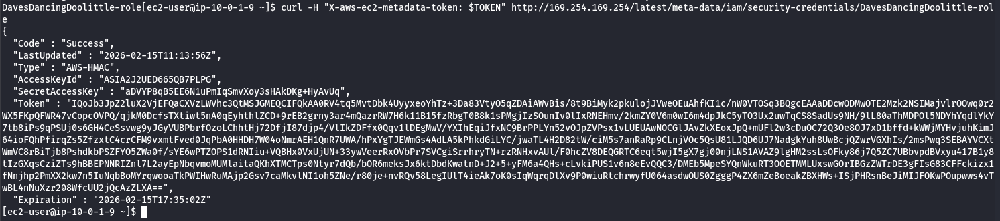 DavesDancingDoolittle-role[ec2-user@ip-10-0-1-9 ~]$ curl -H "X-aws-ec2-metadata-token: $TOKEN" http://169.254.169.254/latest/meta-data/iam/security-credentials/DavesDancingDoolittle-rol
e
{
  "Code" : "Success",
  "LastUpdated" : "2026-02-15T11:13:56Z",
  "Type" : "AWS-HMAC",
  "AccessKeyId" : "ASIA2J2UED665QB7PLPG",
  "SecretAccessKey" : "aDVYP8qB5EE6N1uPmIqSmvXoy3sHAkDKg+HyAvUq",
  "Token" : "IQoJb3JpZ2luX2VjEFQaCXVzLWVhc3QtMSJGMEQCIFQkAA0RV4tq5MvtDbk4UyyxeoYhTz+3Da83VtyO5qZDAiAWvBis/8t9BiMyk2pkulojJVweOEuAhfKI1c/nW0VTOSq3BQgcEAAaDDcwODMwOTE2Mzk2NSIMajvlrOOwq0r2
WX5FKpQFWR47vCopcOVPQ/qjkM0DcfsTXtiwt5nA0qEyhthlZCD+9rEB2grny3ar4mQazrRW7H6k11B15fzRbgT0B8k1sPMgjIzSOunIv0lIxRNEHmv/2kmZY0V6m0wI6m4dpJkC5yTO3Ux2uwTqCS8SadUs9NH/9lL80aThMDPOl5NDYhYqdlYkY
7tb8iPs9qPSUj0s6GH4CeSsvwg9yJGyVUBPbrfOzoLChhtHj72DfjI87djp4/VlIkZDFfx0Qqv1lDEgMwV/YXIhEqiJfxNC9BrPPLYn52vOJpZVPsx1vLUEUAwNOCGlJAvZkXEoxJpQ+mUFl2w3cDuOC72Q3Oe8OJ7xD1bffd+kWWjMYHvjuhKimJ
64ioFQhPfirqZs5ZfzxtC4crCFM9vxmtFved0JqPbA0HHDH7W04oNmrAEH1QnR7UWA/hPxYgTJEWmGs4AdLA5kPhkdGiLYC/jwaTL4H2D82tW/ciM5s7anRaRp9CLnjVOc5QsU81LJQD6UJ7NadgkYuh8UwBcjQZwrVGXhIs/2msPwq3SEBAYVCXt
WmVC8rBiTjb8PshdkbPSZFYO5ZWa0f/sYE6wPTZOPS1dRNIiu+VQBHx0VxUjUN+33ywVeerRxOVbPr7SVCgiSrrhryTN+rzRNHxvAUl/F0hcZV8DEQGRTC6eqt5wjI5gX7gj00njLNS1AVAZ9lgHM2ssLsOFky86j7Q5ZC7UBbvpdBVxyu417B1y8
tIzGXqsCziZTs9hBBEPNNRIZnl7L2ayEpNbqvmoMUMlaitaQKhXTMCTps0Ntyr7dQb/bOR6meksJx6ktDbdKwatnD+J2+5+yFM6a4QHs+cLvkiPUS1v6n8eEvQQC3/DMEb5MpeSYQnWkuRT3OOETMMLUxswGOrIBGzZWTrDE3gFIsG83CFFckizx1
fNnjhp2PmXX2kw7n5IuNqbBoMYrqwooaTkPWIHwRuMAjp2Gsv7caMkvlNI1oh5ZNe/r80je+nvRQv58LegIUlT4ieAk7oK0sIqWqrqDlXv9P0wiuRtchrwyfU064asdwOUS0ZgggP4ZX6mZeBoeakZBXHWs+ISjPHRsnBeJiMIJFOKwPOupwws4vT
wBL4nNuXzr208WfcUU2jQcAzZLXA==",
  "Expiration" : "2026-02-15T17:35:02Z"
[ec2-user@ip-10-0-1-9 ~]$